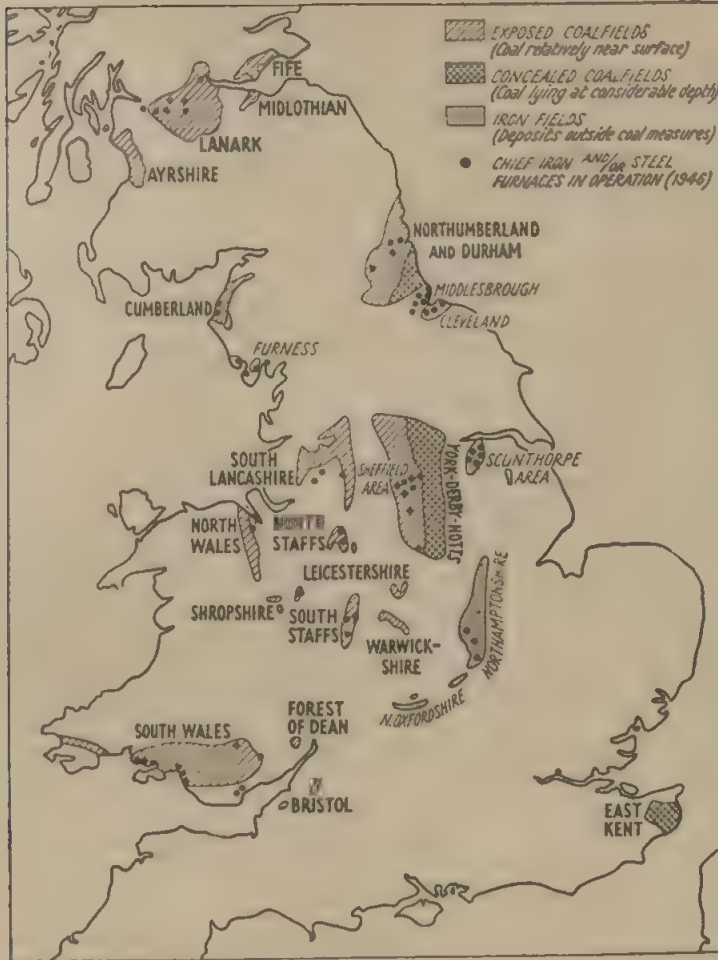 EXPOSED COALFIELDS
(Coal relatively near surface)
CONCEALED COALFIELDS
(Coal lying at considerable depth)
IRON FIELDS
(Deposits outside coal measures)
CHIEF IRON AND/OR STEEL
FURNACES IN OPERATION (1946)
FIFE
MIDLOTHIAN
LANARK
AYRSHIRE
NORTHUMBERLAND
AND DURHAM
MIDDLESBROUGH
CLEVELAND
CUMBERLAND
FURNESS
SOUTH
LANCASHIRE
SHEFFIELD
AREA
YORK-DERBY-NOTTS
SCUNTHORPE
AREA
NORTH
WALES
NORTH
STAFFS
LEICESTERSHIRE
SHROPSHIRE
SOUTH
STAFFS
WARWICK-
SHIRE
NORTHAMPTONSHIRE
N.OXFORDSHIRE
SOUTH WALES
FOREST
OF DEAN
BRISTOL
EAST
KENT